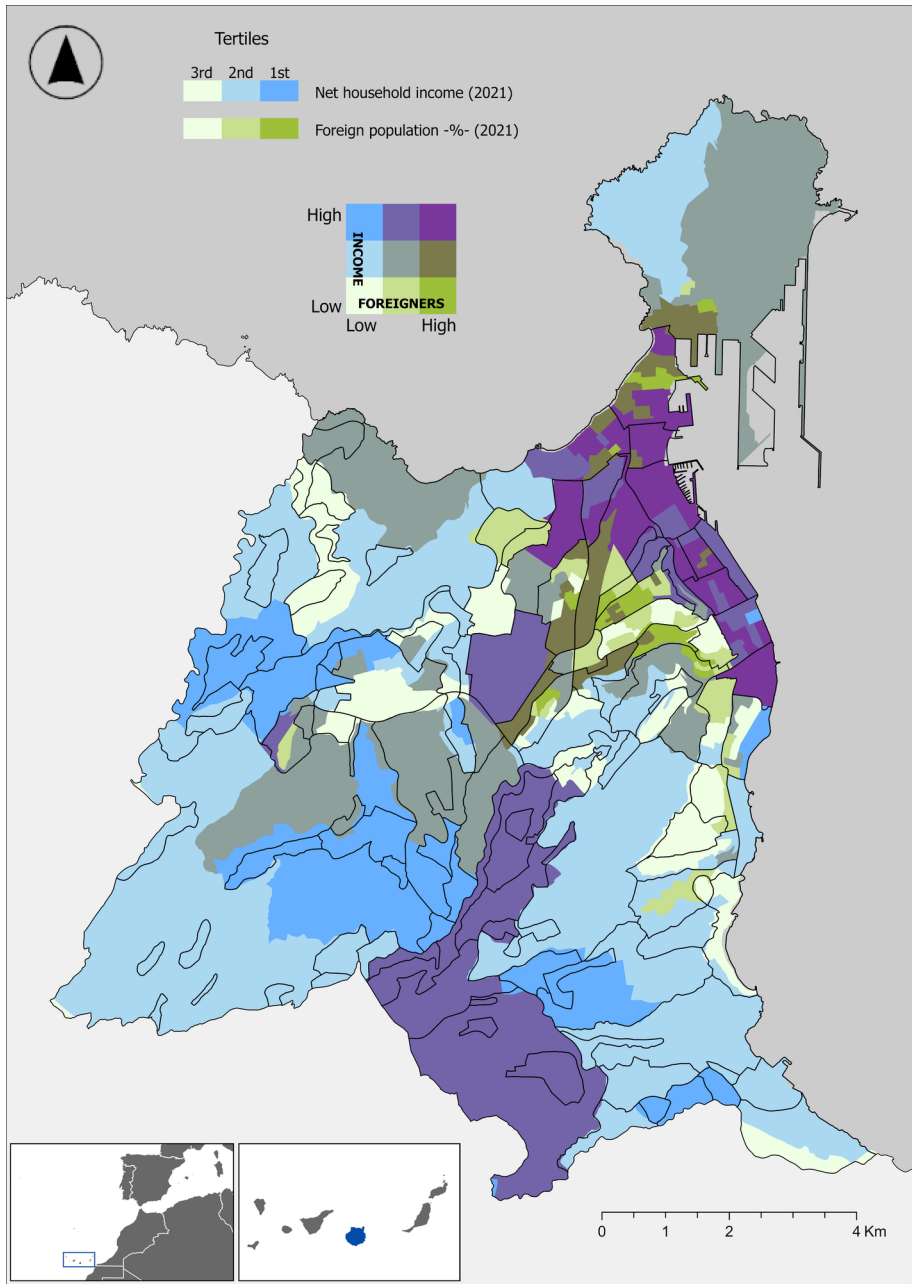 Tertiles
3rd 2nd 1st
Net household income (2021)
Foreign population -%- (2021)
High
INCOME
Low
FOREIGNERS
Low High
0 1 2 4 Km